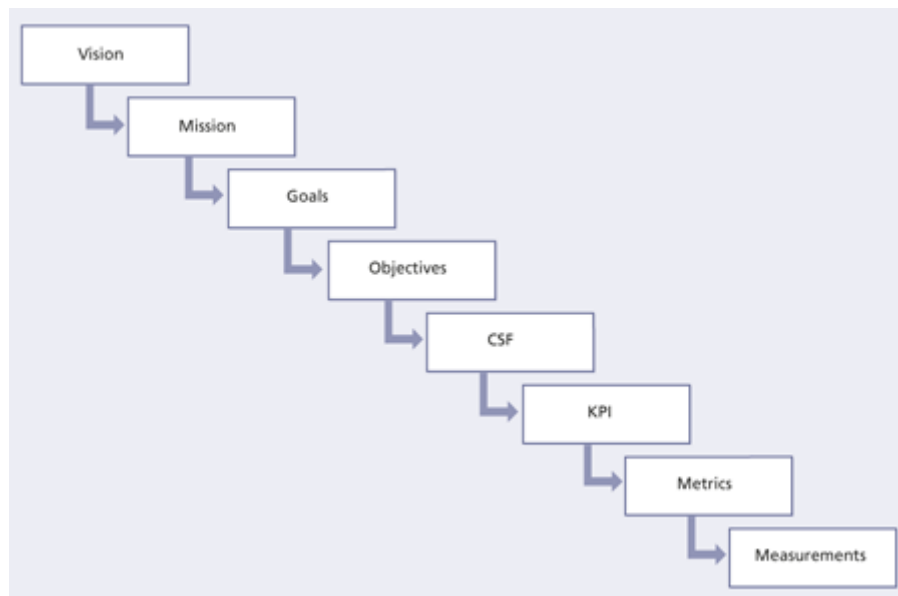 Vision
Mission
Goals
Objectives
CSF
KPI
Metrics
Measurements